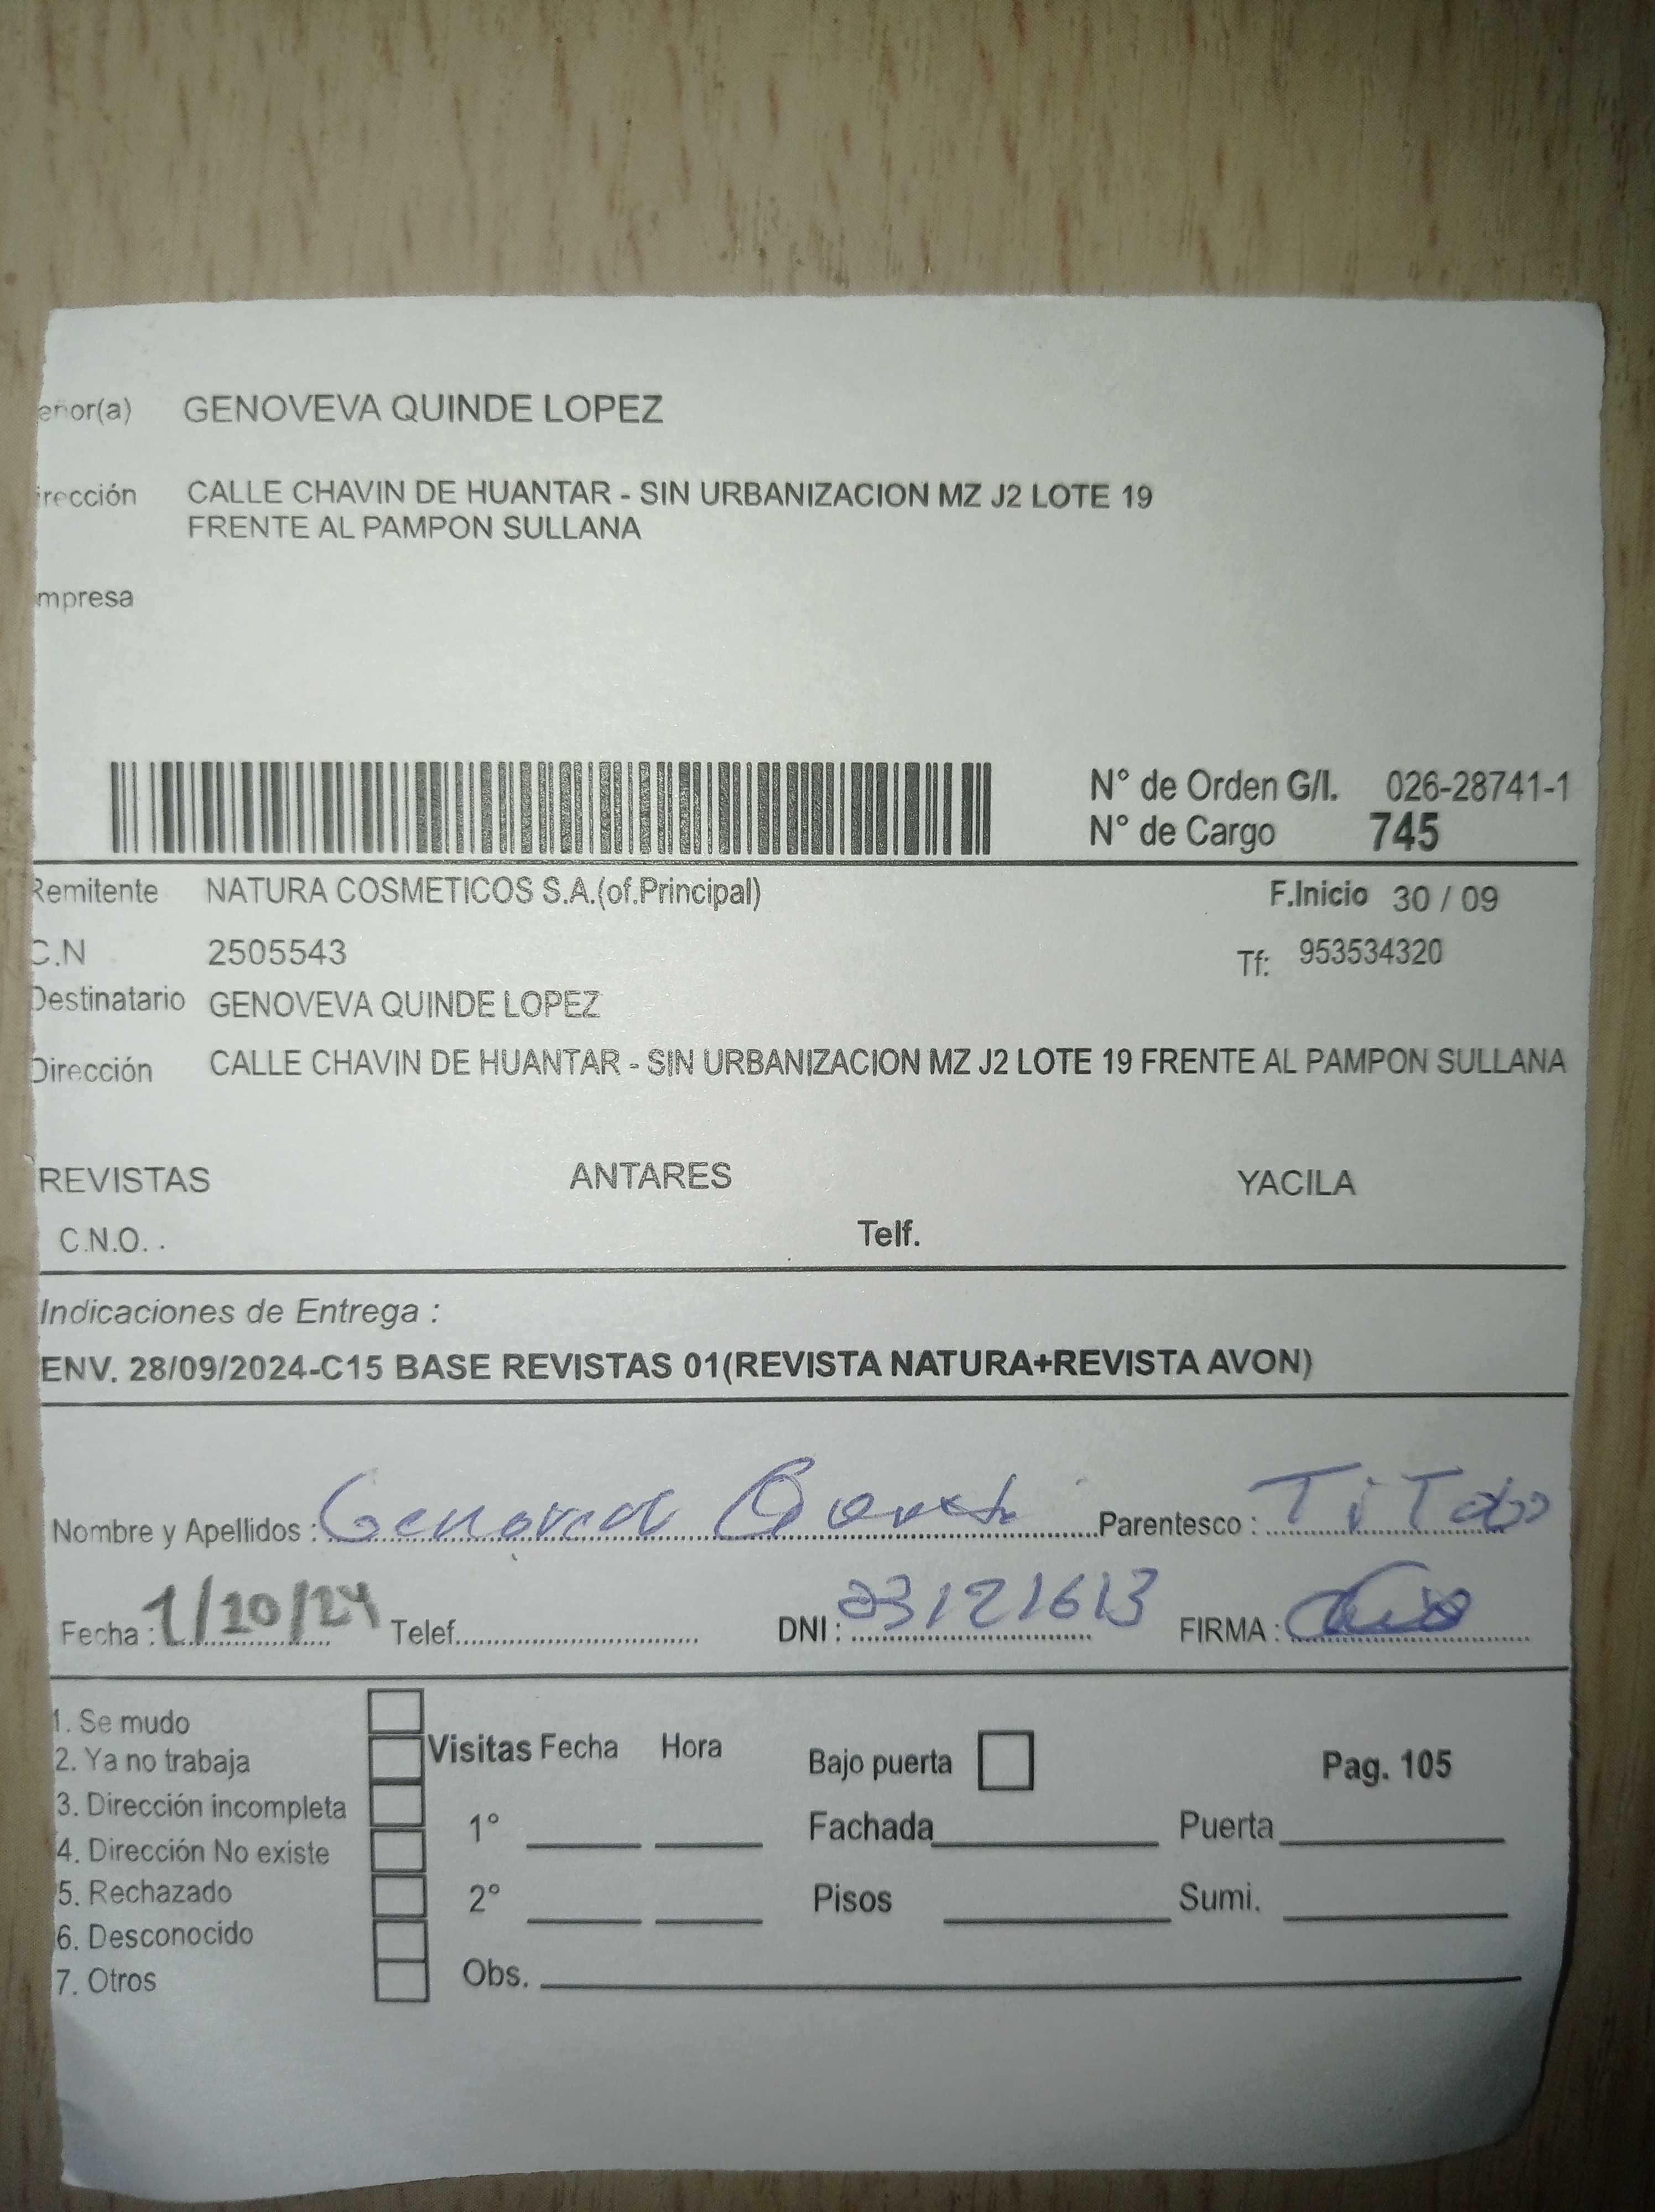 enor(a) GENOVEVA QUINDE LOPEZ
irección CALLE CHAVIN DE HUANTAR - SIN URBANIZACION MZ J2 LOTE 19
FRENTE AL PAMPON SULLANA
mpresa
N° de Orden G/I. 026-28741-1
N° de Cargo 745
Remitente NATURA COSMETICOS S.A.(of.Principal) F.Inicio 30 / 09
C.N 2505543 Tf: 953534320
Destinatario GENOVEVA QUINDE LOPEZ
Dirección CALLE CHAVIN DE HUANTAR - SIN URBANIZACION MZ J2 LOTE 19 FRENTE AL PAMPON SULLANA
REVISTAS ANTARES YACILA
C.N.O. . Telf.
Indicaciones de Entrega :
ENV. 28/09/2024-C15 BASE REVISTAS 01(REVISTA NATURA+REVISTA AVON)
Nombre y Apellidos : Parentesco :
Fecha : 1/10/24 Telef. DNI : FIRMA :
1. Se mudo
2. Ya no trabaja
3. Dirección incompleta
4. Dirección No existe
5. Rechazado
6. Desconocido
7. Otros
Visitas Fecha Hora
1°
2°
Obs.
Bajo puerta Pag. 105
Fachada Puerta
Pisos Sumi.